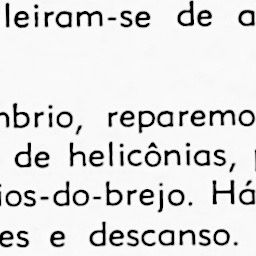 leiram-se de a
nbrio, reparemo
de helicônias,
ios-do-brejo. Há
es e descanso.